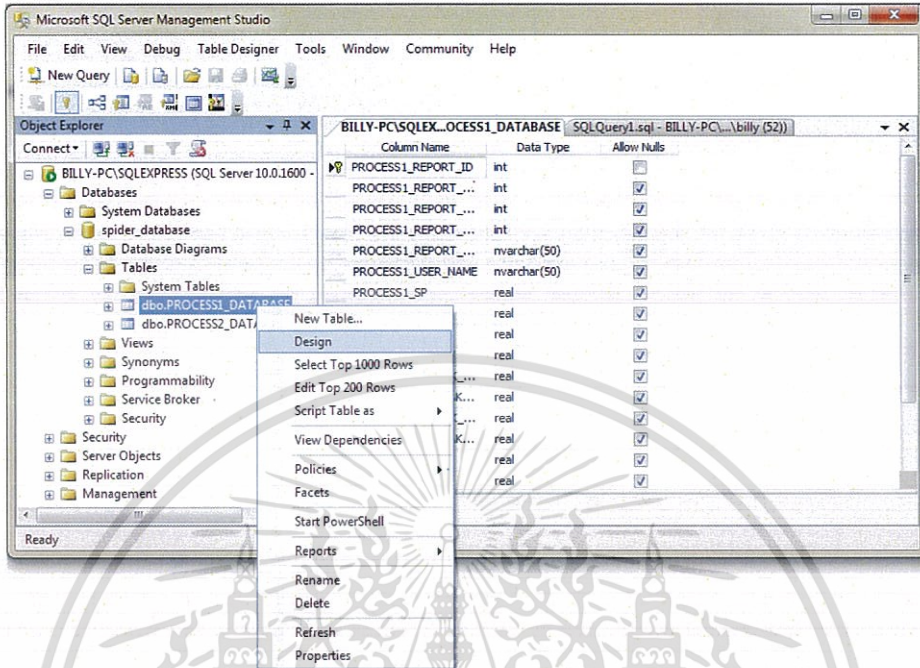 Microsoft SQL Server Management Studio
File Edit View Debug Table Designer Tools Window Community Help
New Query
Object Explorer
Connect
BILLY-PC\SQLEXPRESS (SQL Server 10.0.1600 -
Databases
System Databases
spider_database
Database Diagrams
Tables
System Tables
dbo.PROCESS1_DATABASE
dbo.PROCESS2_DATA
Views
Synonyms
Programmability
Service Broker
Security
Security
Server Objects
Replication
Management
BILLY-PC\SQLEX...OCESS1_DATABASE SQLQuery1.sql - BILLY-PC\...\billy (52))
Column Name Data Type Allow Nulls
PROCESS1_REPORT_ID int
PROCESS1_REPORT_... int
PROCESS1_REPORT_... int
PROCESS1_REPORT_... int
PROCESS1_REPORT_... nvarchar(50)
PROCESS1_USER_NAME nvarchar(50)
PROCESS1_SP real
real
real
real
K_... real
K... real
K_... real
K... real
real
real
New Table...
Design
Select Top 1000 Rows
Edit Top 200 Rows
Script Table as
View Dependencies
Policies
Facets
Start PowerShell
Reports
Rename
Delete
Refresh
Properties
Ready